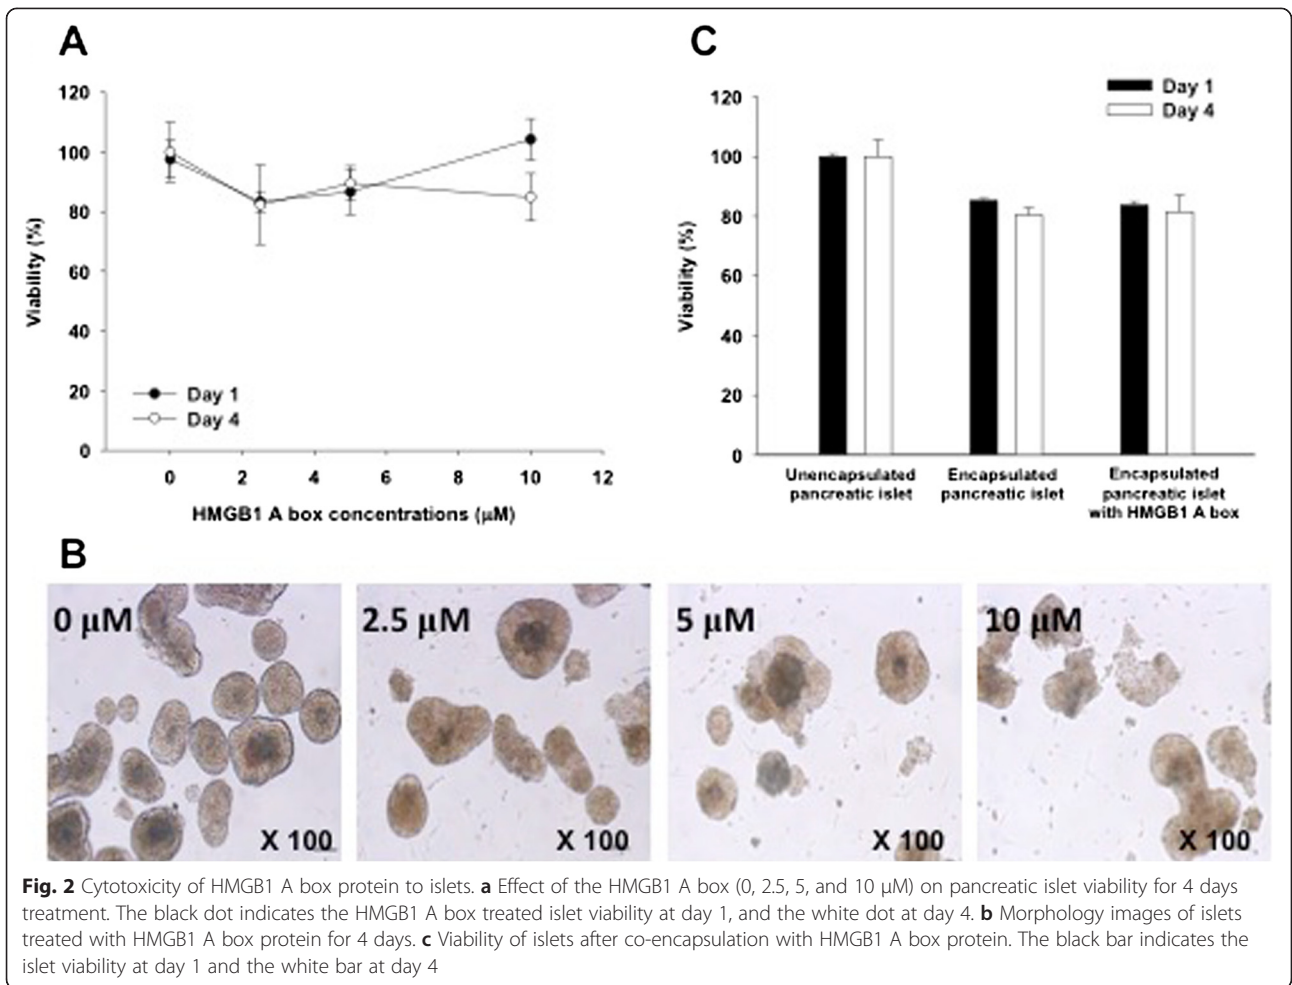 A
120
100
80
60
40
20
0
Viability (%)
Day 1
Day 4
0 2 4 6 8 10 12
HMGB1 A box concentrations (μM)
C
Day 1
Day 4
120
100
80
60
40
20
0
Viability (%)
Unencapsulated
pancreatic islet
Encapsulated
pancreatic islet
Encapsulated
pancreatic islet
with HMGB1 A box
B
0 μM
X 100
2.5 μM
X 100
5 μM
X 100
10 μM
X 100
Fig. 2 Cytotoxicity of HMGB1 A box protein to islets. a Effect of the HMGB1 A box (0, 2.5, 5, and 10 μM) on pancreatic islet viability for 4 days
treatment. The black dot indicates the HMGB1 A box treated islet viability at day 1, and the white dot at day 4. b Morphology images of islets
treated with HMGB1 A box protein for 4 days. c Viability of islets after co-encapsulation with HMGB1 A box protein. The black bar indicates the
islet viability at day 1 and the white bar at day 4